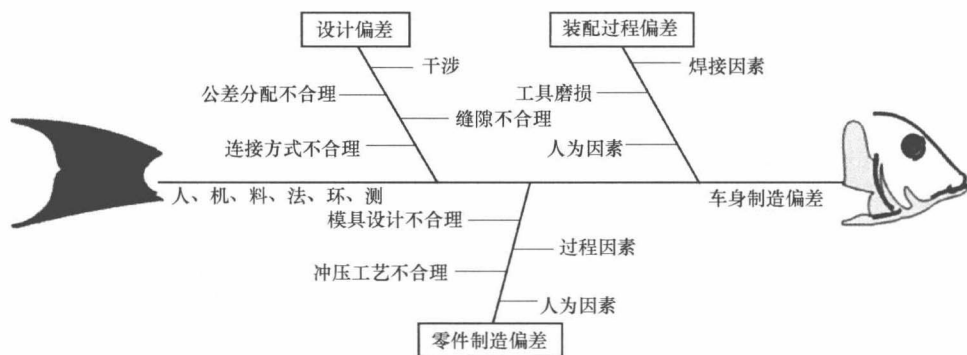 设计偏差
装配过程偏差
干涉
焊接因素
公差分配不合理
工具磨损
缝隙不合理
连接方式不合理
人为因素
人、机、料、法、环、测
车身制造偏差
模具设计不合理
过程因素
冲压工艺不合理
人为因素
零件制造偏差